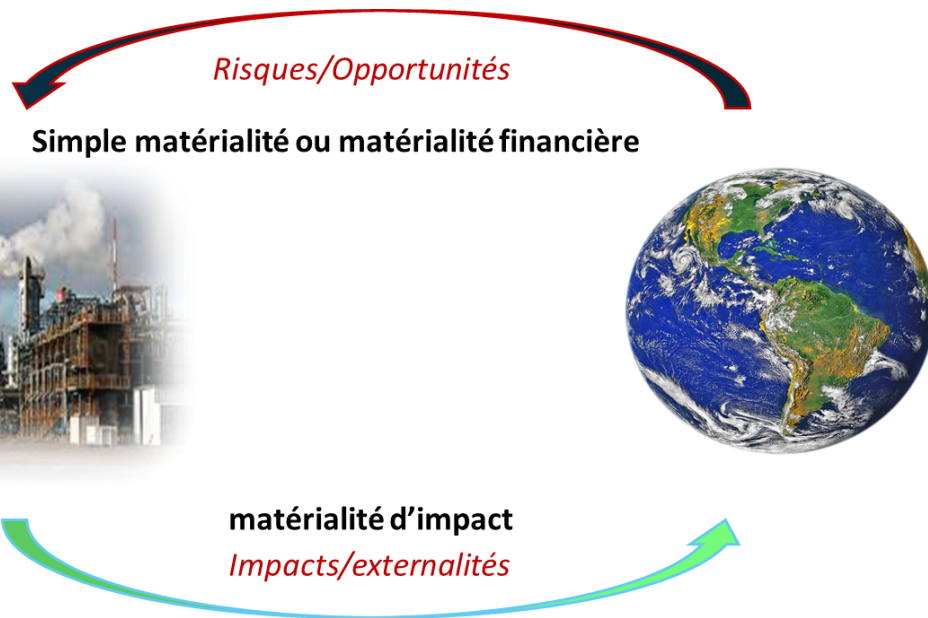 Risques/Opportunités
Simple matérialité ou matérialité financière
matérialité d’impact
Impacts/externalités